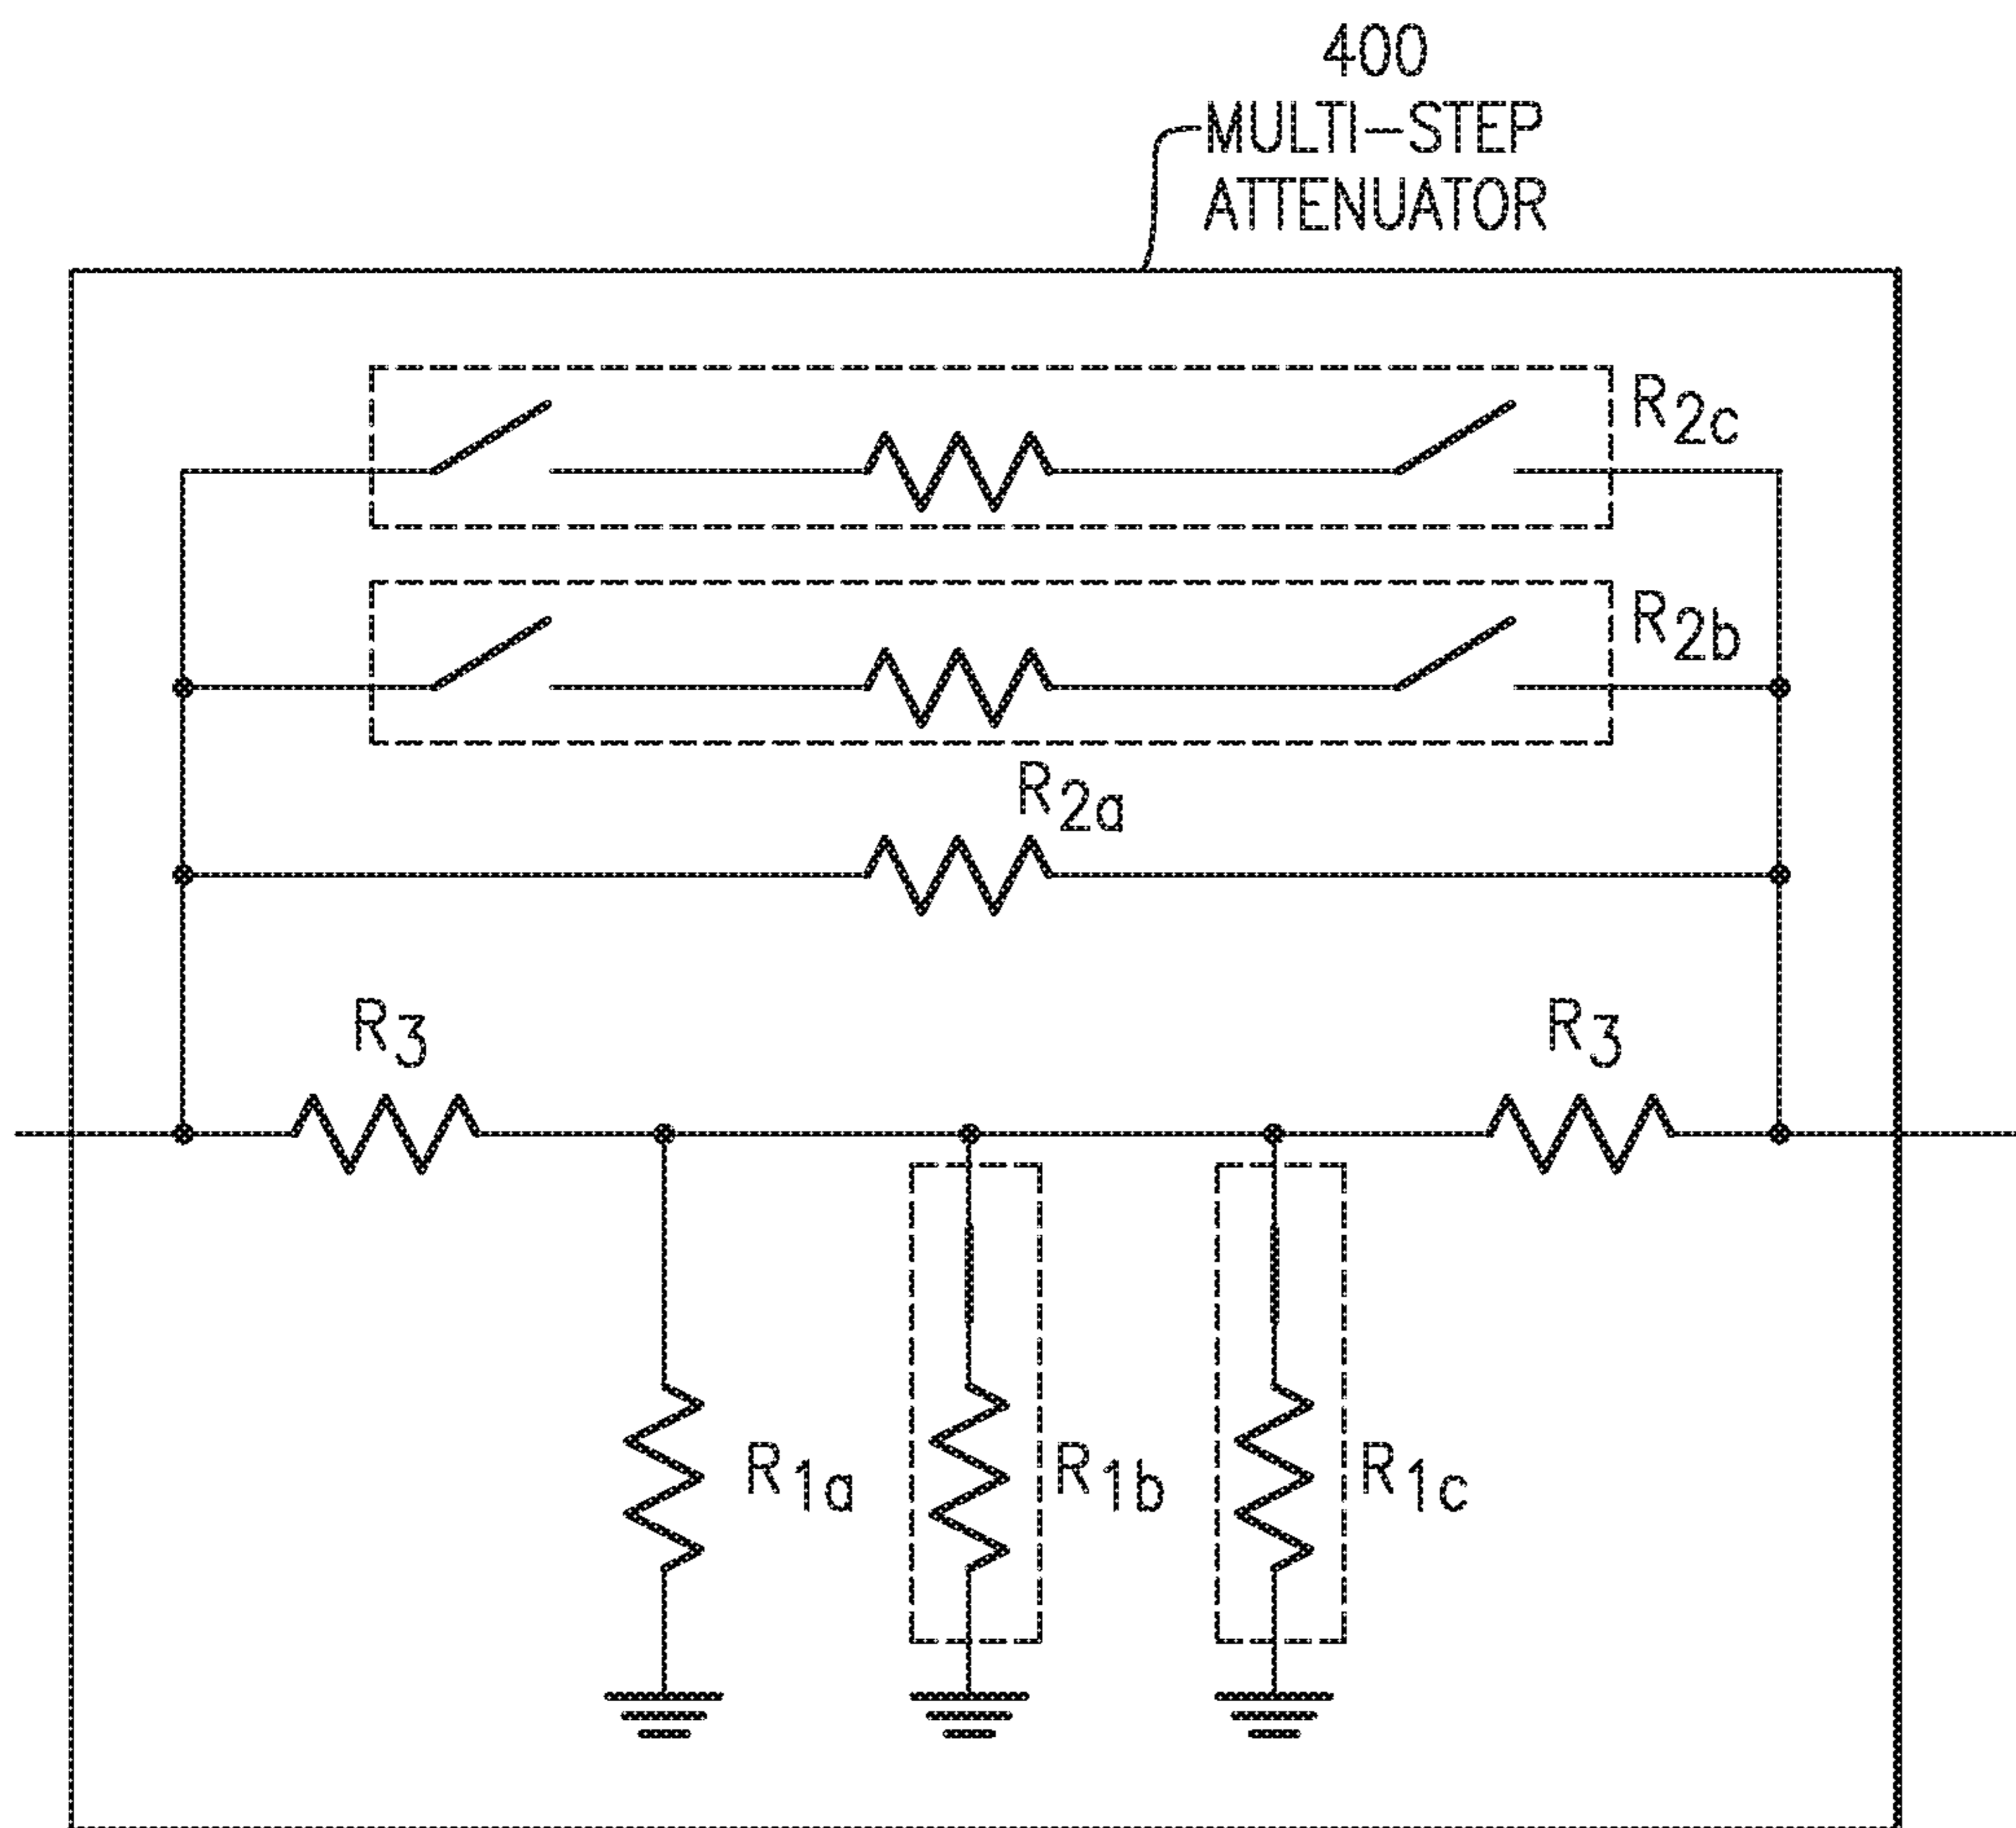 400
MULTI-STEP
ATTENUATOR
R2c
R2b
R2a
R3
R3
R1a
R1b
R1c